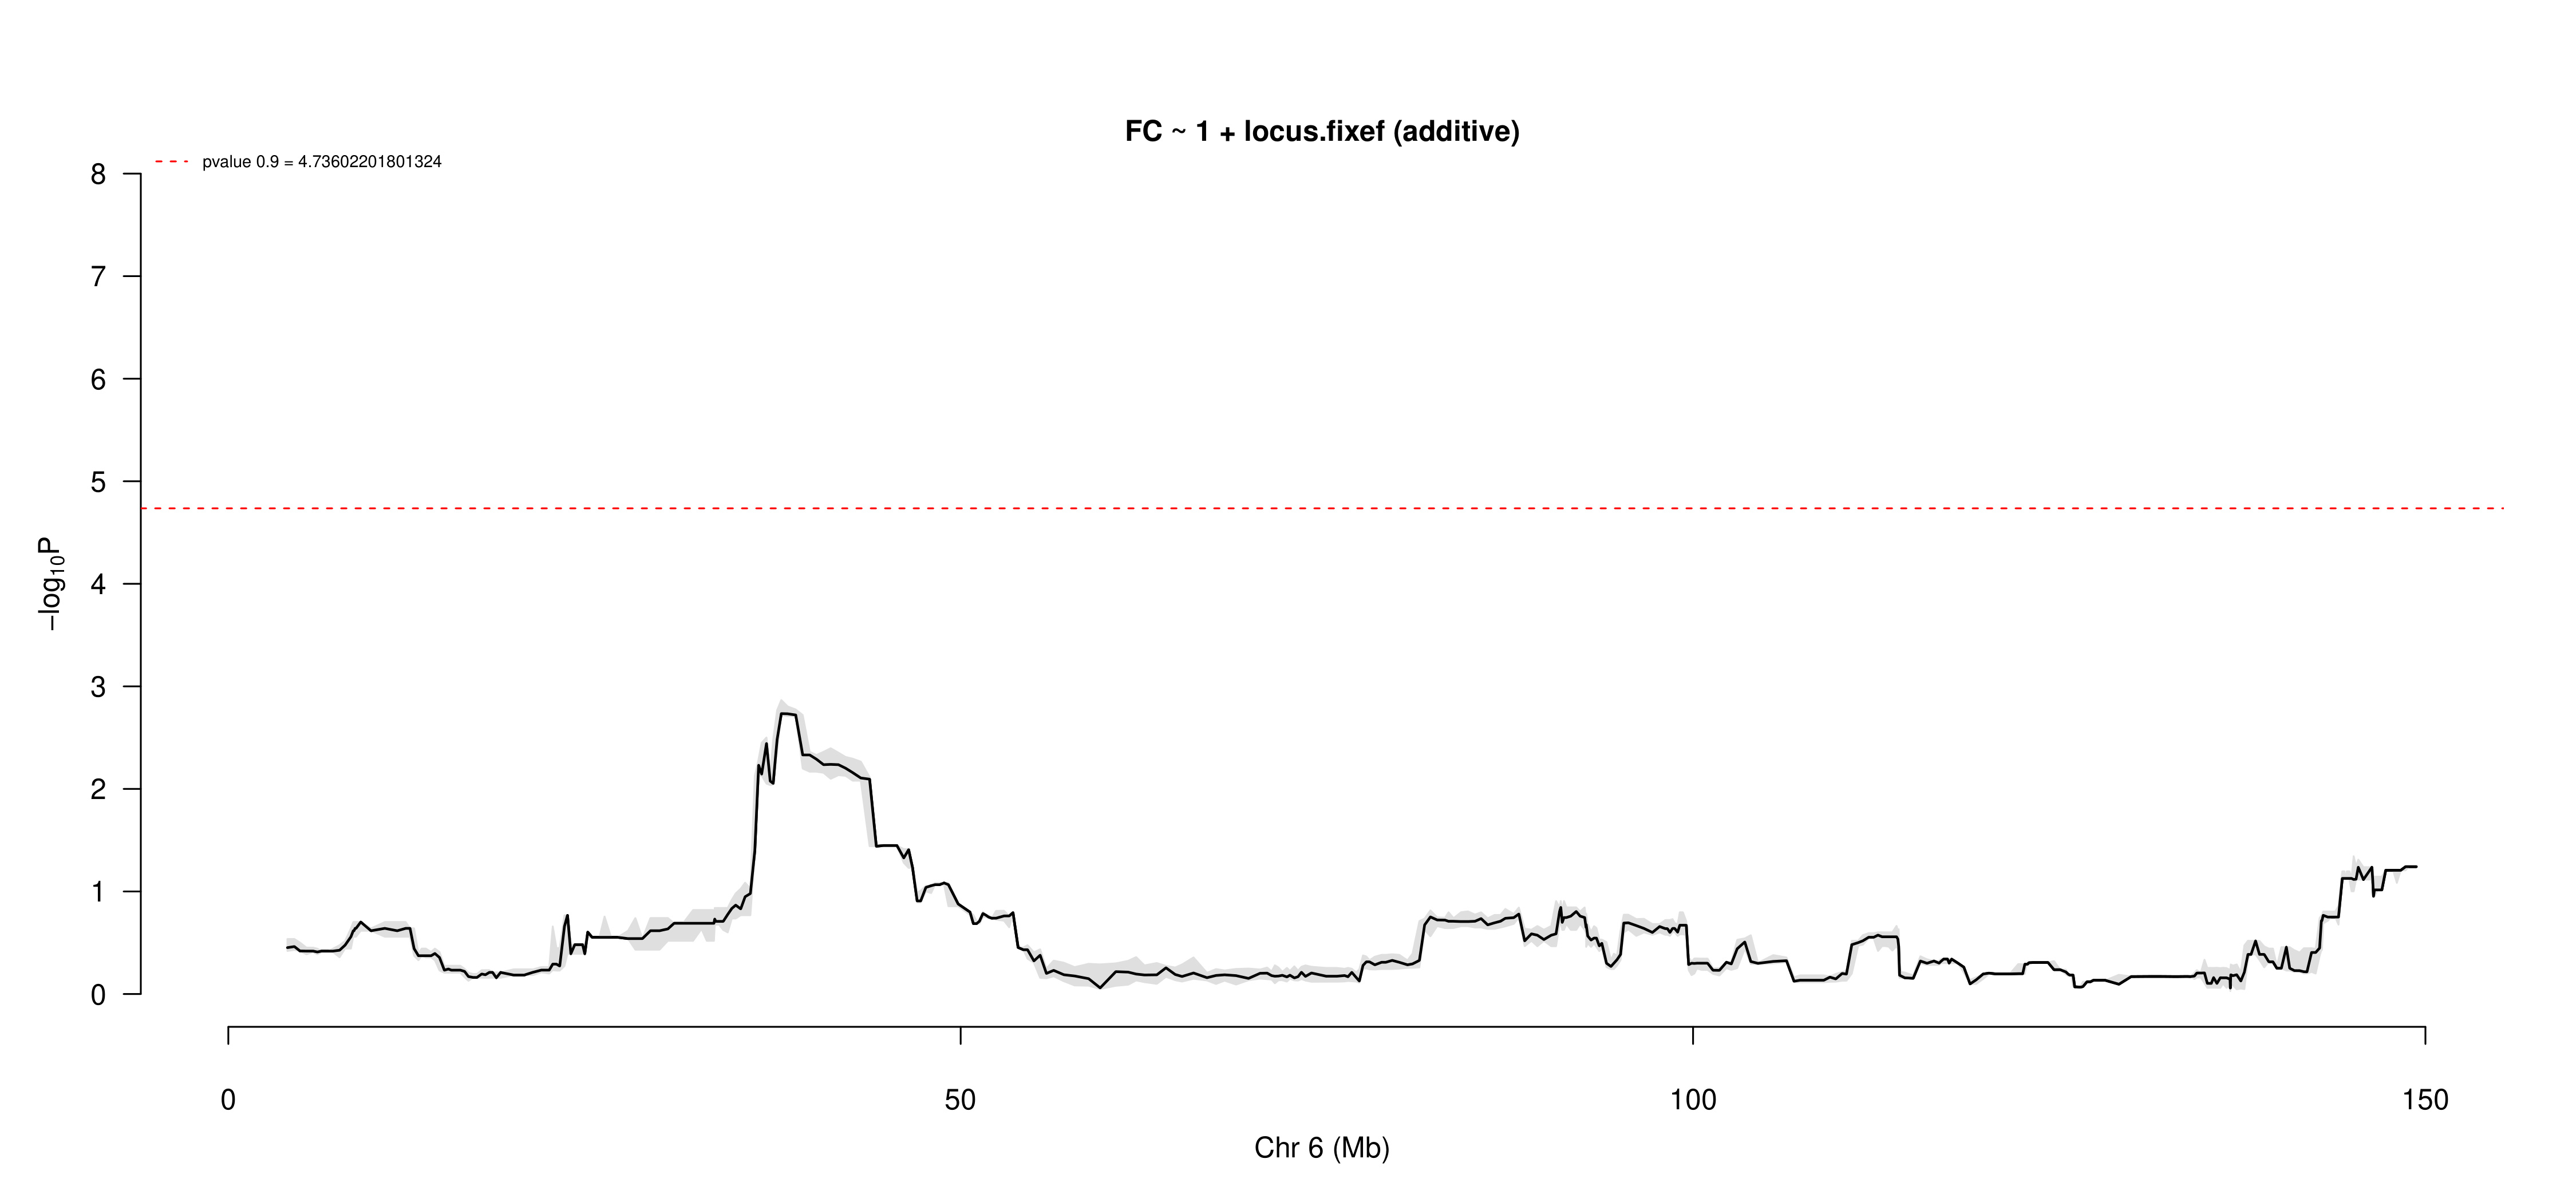 FC ~ 1 + locus.fixef (additive)
pvalue 0.9 = 4.73602201801324
8
7
6
5
4
3
2
1
0
−log10P
0 50 100 150
Chr 6 (Mb)